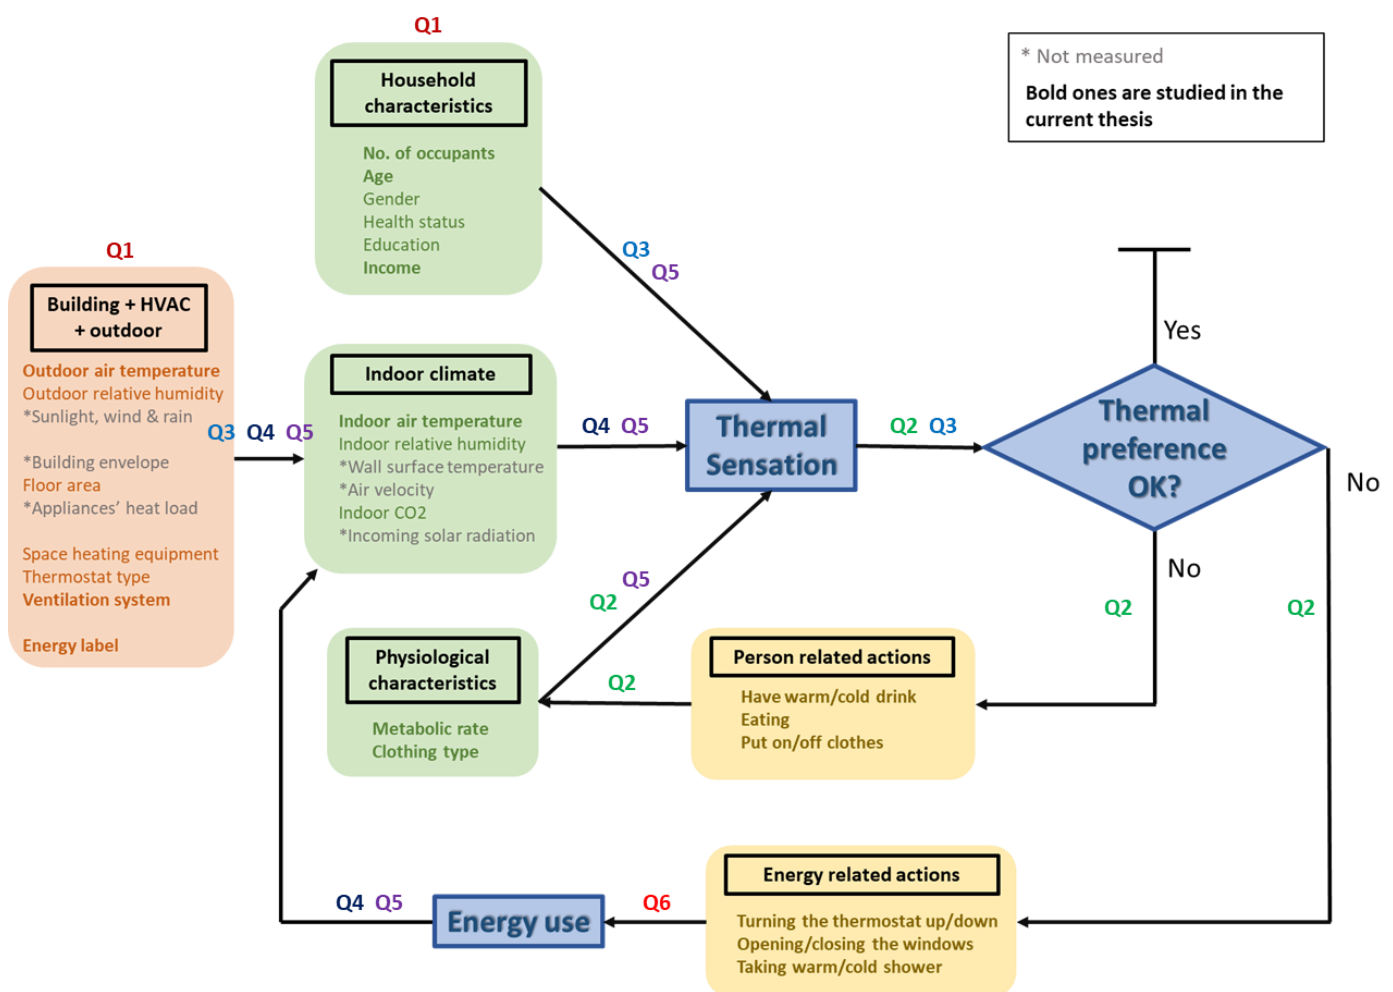 Q1
Household
characteristics
No. of occupants
Age
Gender
Health status
Education
Income
* Not measured
Bold ones are studied in the
current thesis
Q1
Building + HVAC
+ outdoor
Outdoor air temperature
Outdoor relative humidity
*Sunlight, wind & rain
*Building envelope
Floor area
*Appliances' heat load
Space heating equipment
Thermostat type
Ventilation system
Energy label
Q3 Q4 Q5
Indoor climate
Indoor air temperature
Indoor relative humidity
*Wall surface temperature
*Air velocity
Indoor CO2
*Incoming solar radiation
Q3
Q5
Q4 Q5
Thermal
Sensation
Q2 Q3
Thermal
preference
OK?
Yes
No
No
Q2
Q2
Q5
Q2
Physiological
characteristics
Metabolic rate
Clothing type
Q2
Person related actions
Have warm/cold drink
Eating
Put on/off clothes
Energy related actions
Turning the thermostat up/down
Opening/closing the windows
Taking warm/cold shower
Q6
Energy use
Q4 Q5